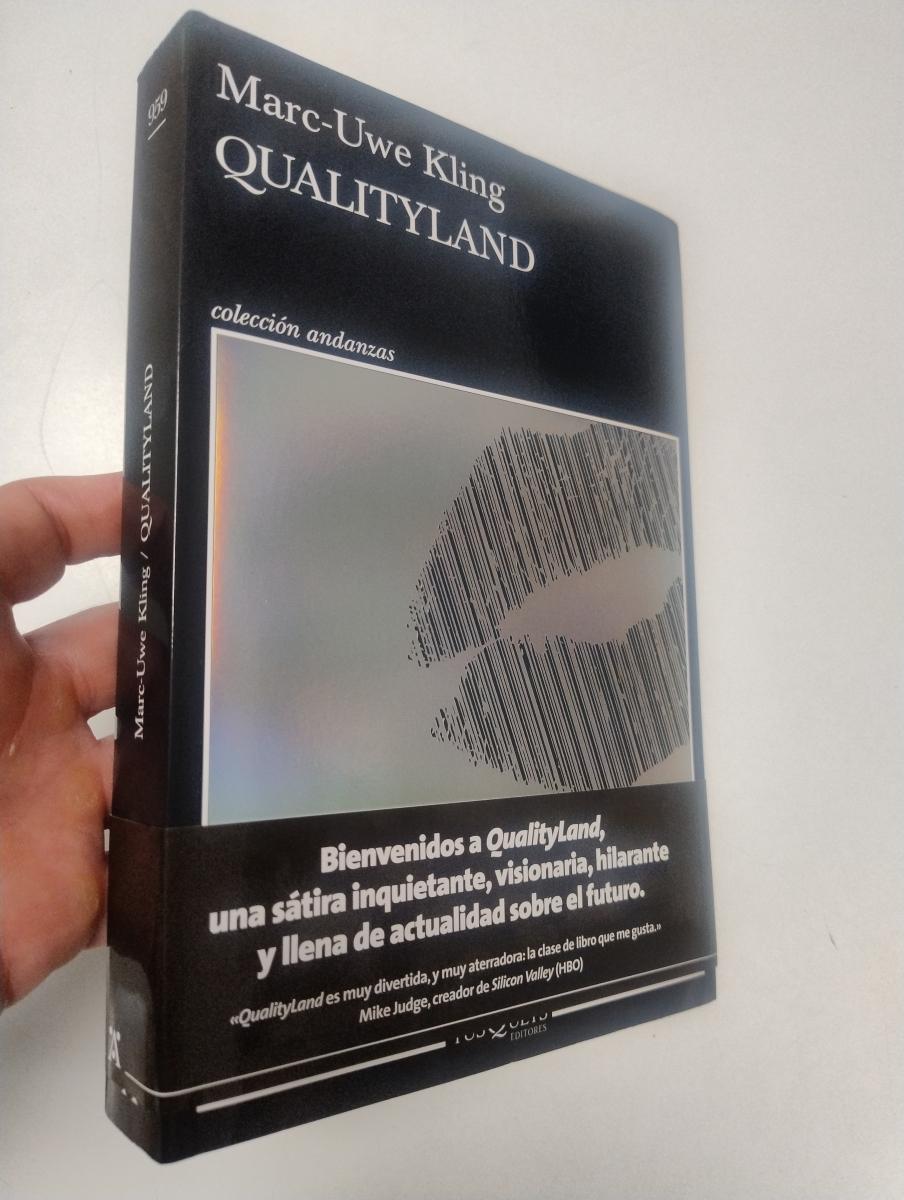 959
Marc-Uwe Kling / QUALITYLAND
Marc-Uwe Kling
QUALITYLAND
colección andanzas
Bienvenidos a QualityLand,
una sátira inquietante, visionaria, hilarante
y llena de actualidad sobre el futuro.
«QualityLand es muy divertida, y muy aterradora: la clase de libro que me gusta.»
Mike Judge, creador de Silicon Valley (HBO)
TUSQUETS
EDITORES